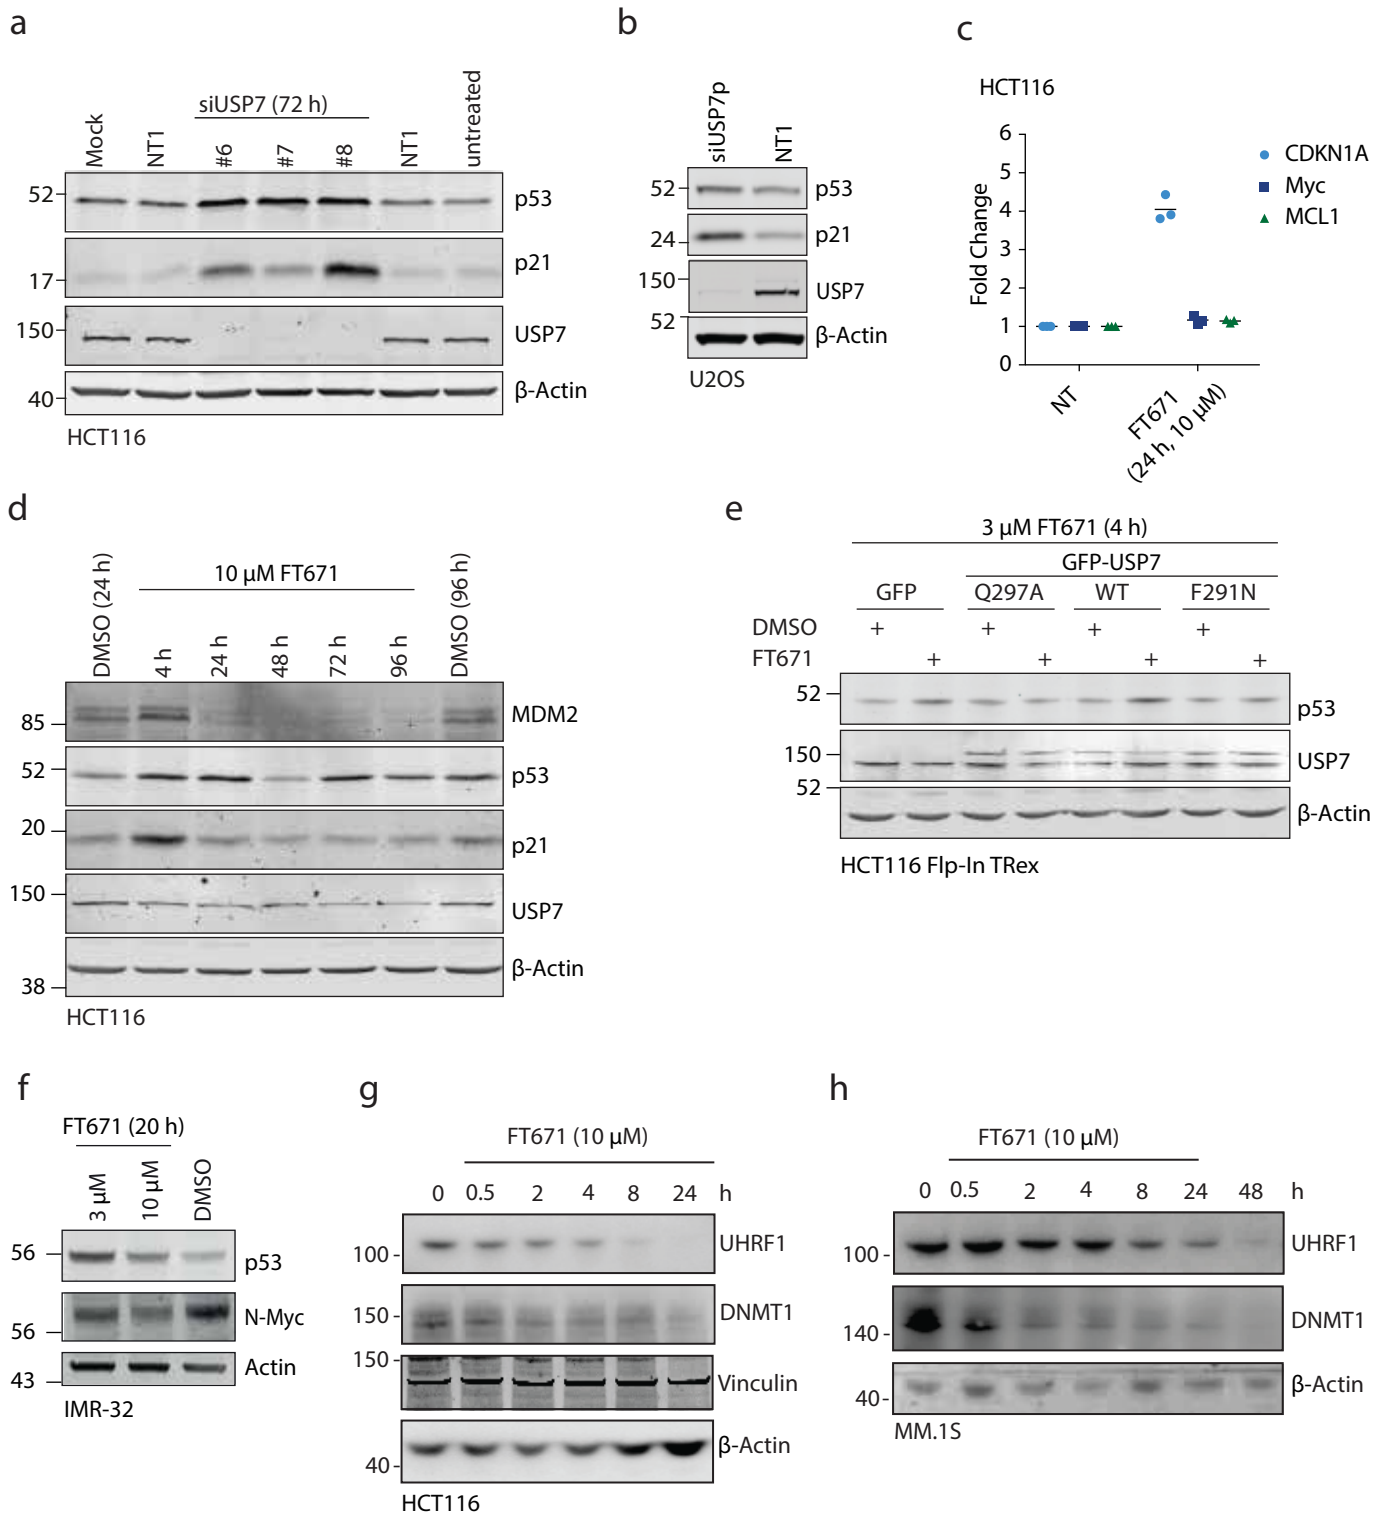 a
siUSP7 (72 h)
Mock
NT1
#6
#7
#8
NT1
untreated
52
p53
p21
17
150
USP7
40
β-Actin
HCT116
b
siUSP7p
NT1
52
p53
24
p21
150
USP7
52
β-Actin
U2OS
c
HCT116
Fold Change
6
5
4
3
2
1
0
NT
FT671
(24 h, 10 µM)
CDKN1A
Myc
MCL1
d
10 µM FT671
DMSO (24 h)
4 h
24 h
48 h
72 h
96 h
DMSO (96 h)
85
MDM2
52
p53
20
p21
150
USP7
β-Actin
38
HCT116
e
3 µM FT671 (4 h)
GFP-USP7
GFP Q297A WT F291N
DMSO + + + +
FT671 + + + +
52
p53
150
USP7
52
β-Actin
HCT116 Flp-In TRex
f
FT671 (20 h)
3 µM
10 µM
DMSO
56
p53
N-Myc
56
Actin
43
IMR-32
g
FT671 (10 µM)
0 0.5 2 4 8 24 h
100
UHRF1
150
DNMT1
150
Vinculin
β-Actin
40
HCT116
h
FT671 (10 µM)
0 0.5 2 4 8 24 48 h
100
UHRF1
DNMT1
140
β-Actin
40
MM.1S